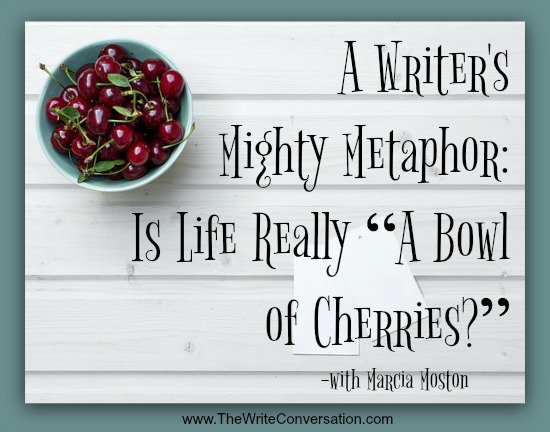 A Writer's
Mighty Metaphor:
Is Life Really “A Bowl
of Cherries?”
-with Marcia Moston
www.TheWriteConversation.com